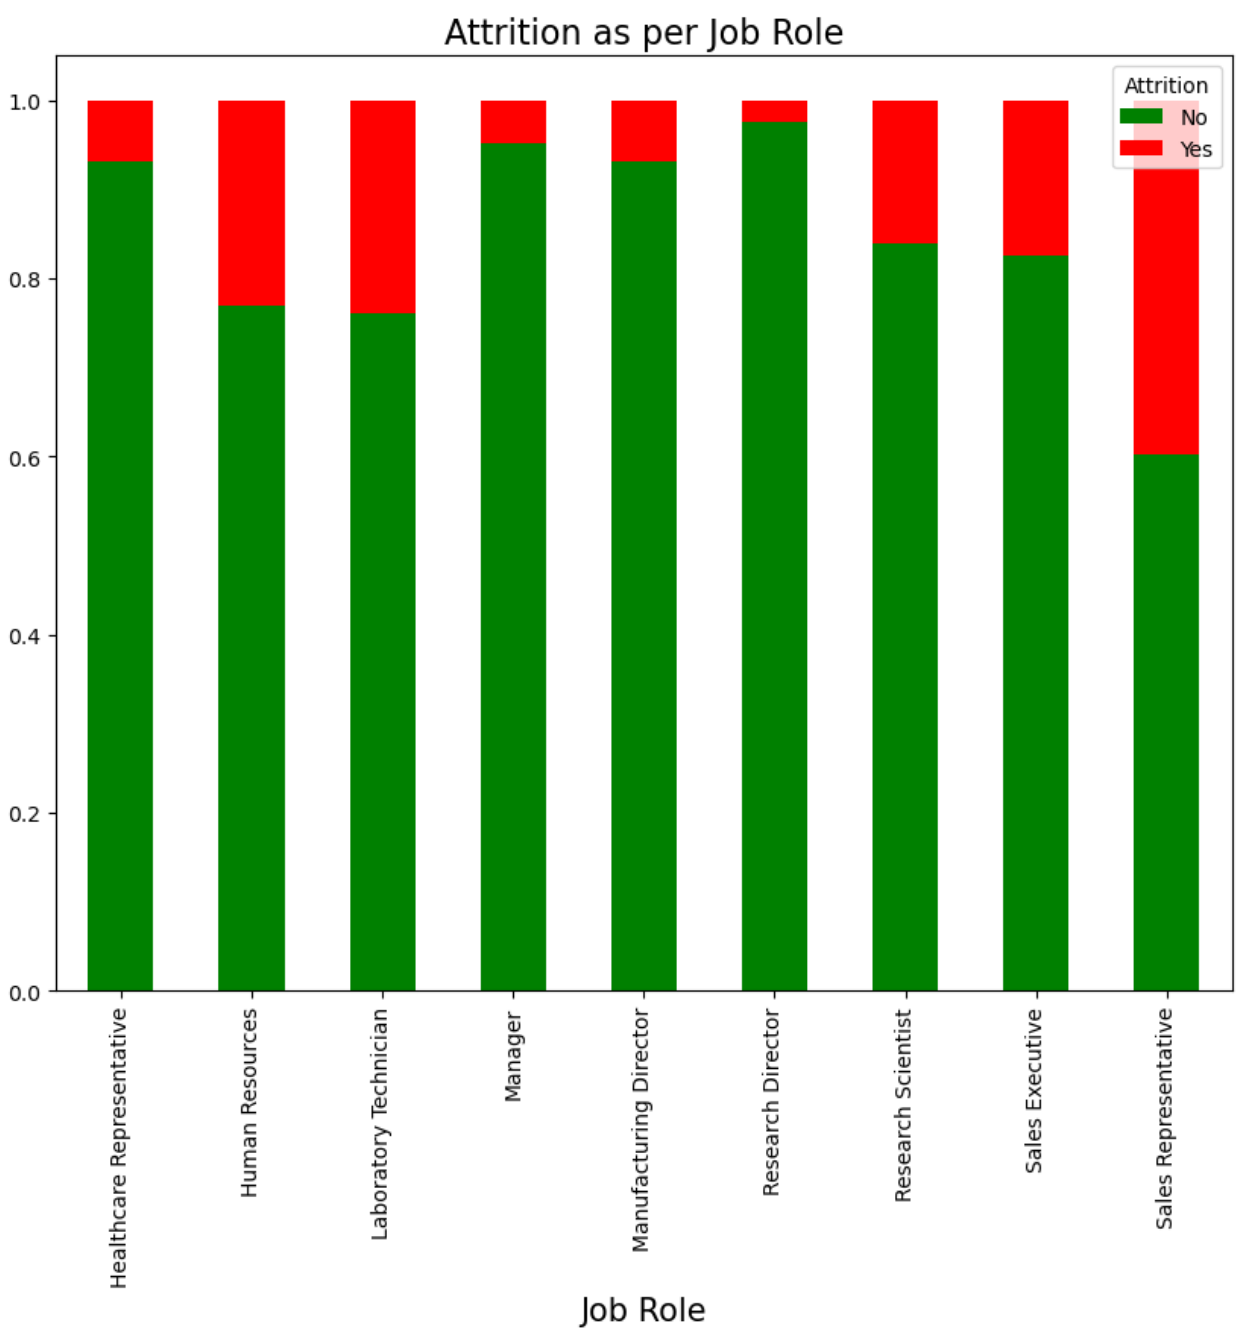 Attrition as per Job Role
Attrition
No
Yes
1.0
0.8
0.6
0.4
0.2
0.0
Healthcare Representative
Human Resources
Laboratory Technician
Manager
Manufacturing Director
Research Director
Research Scientist
Sales Executive
Sales Representative
Job Role